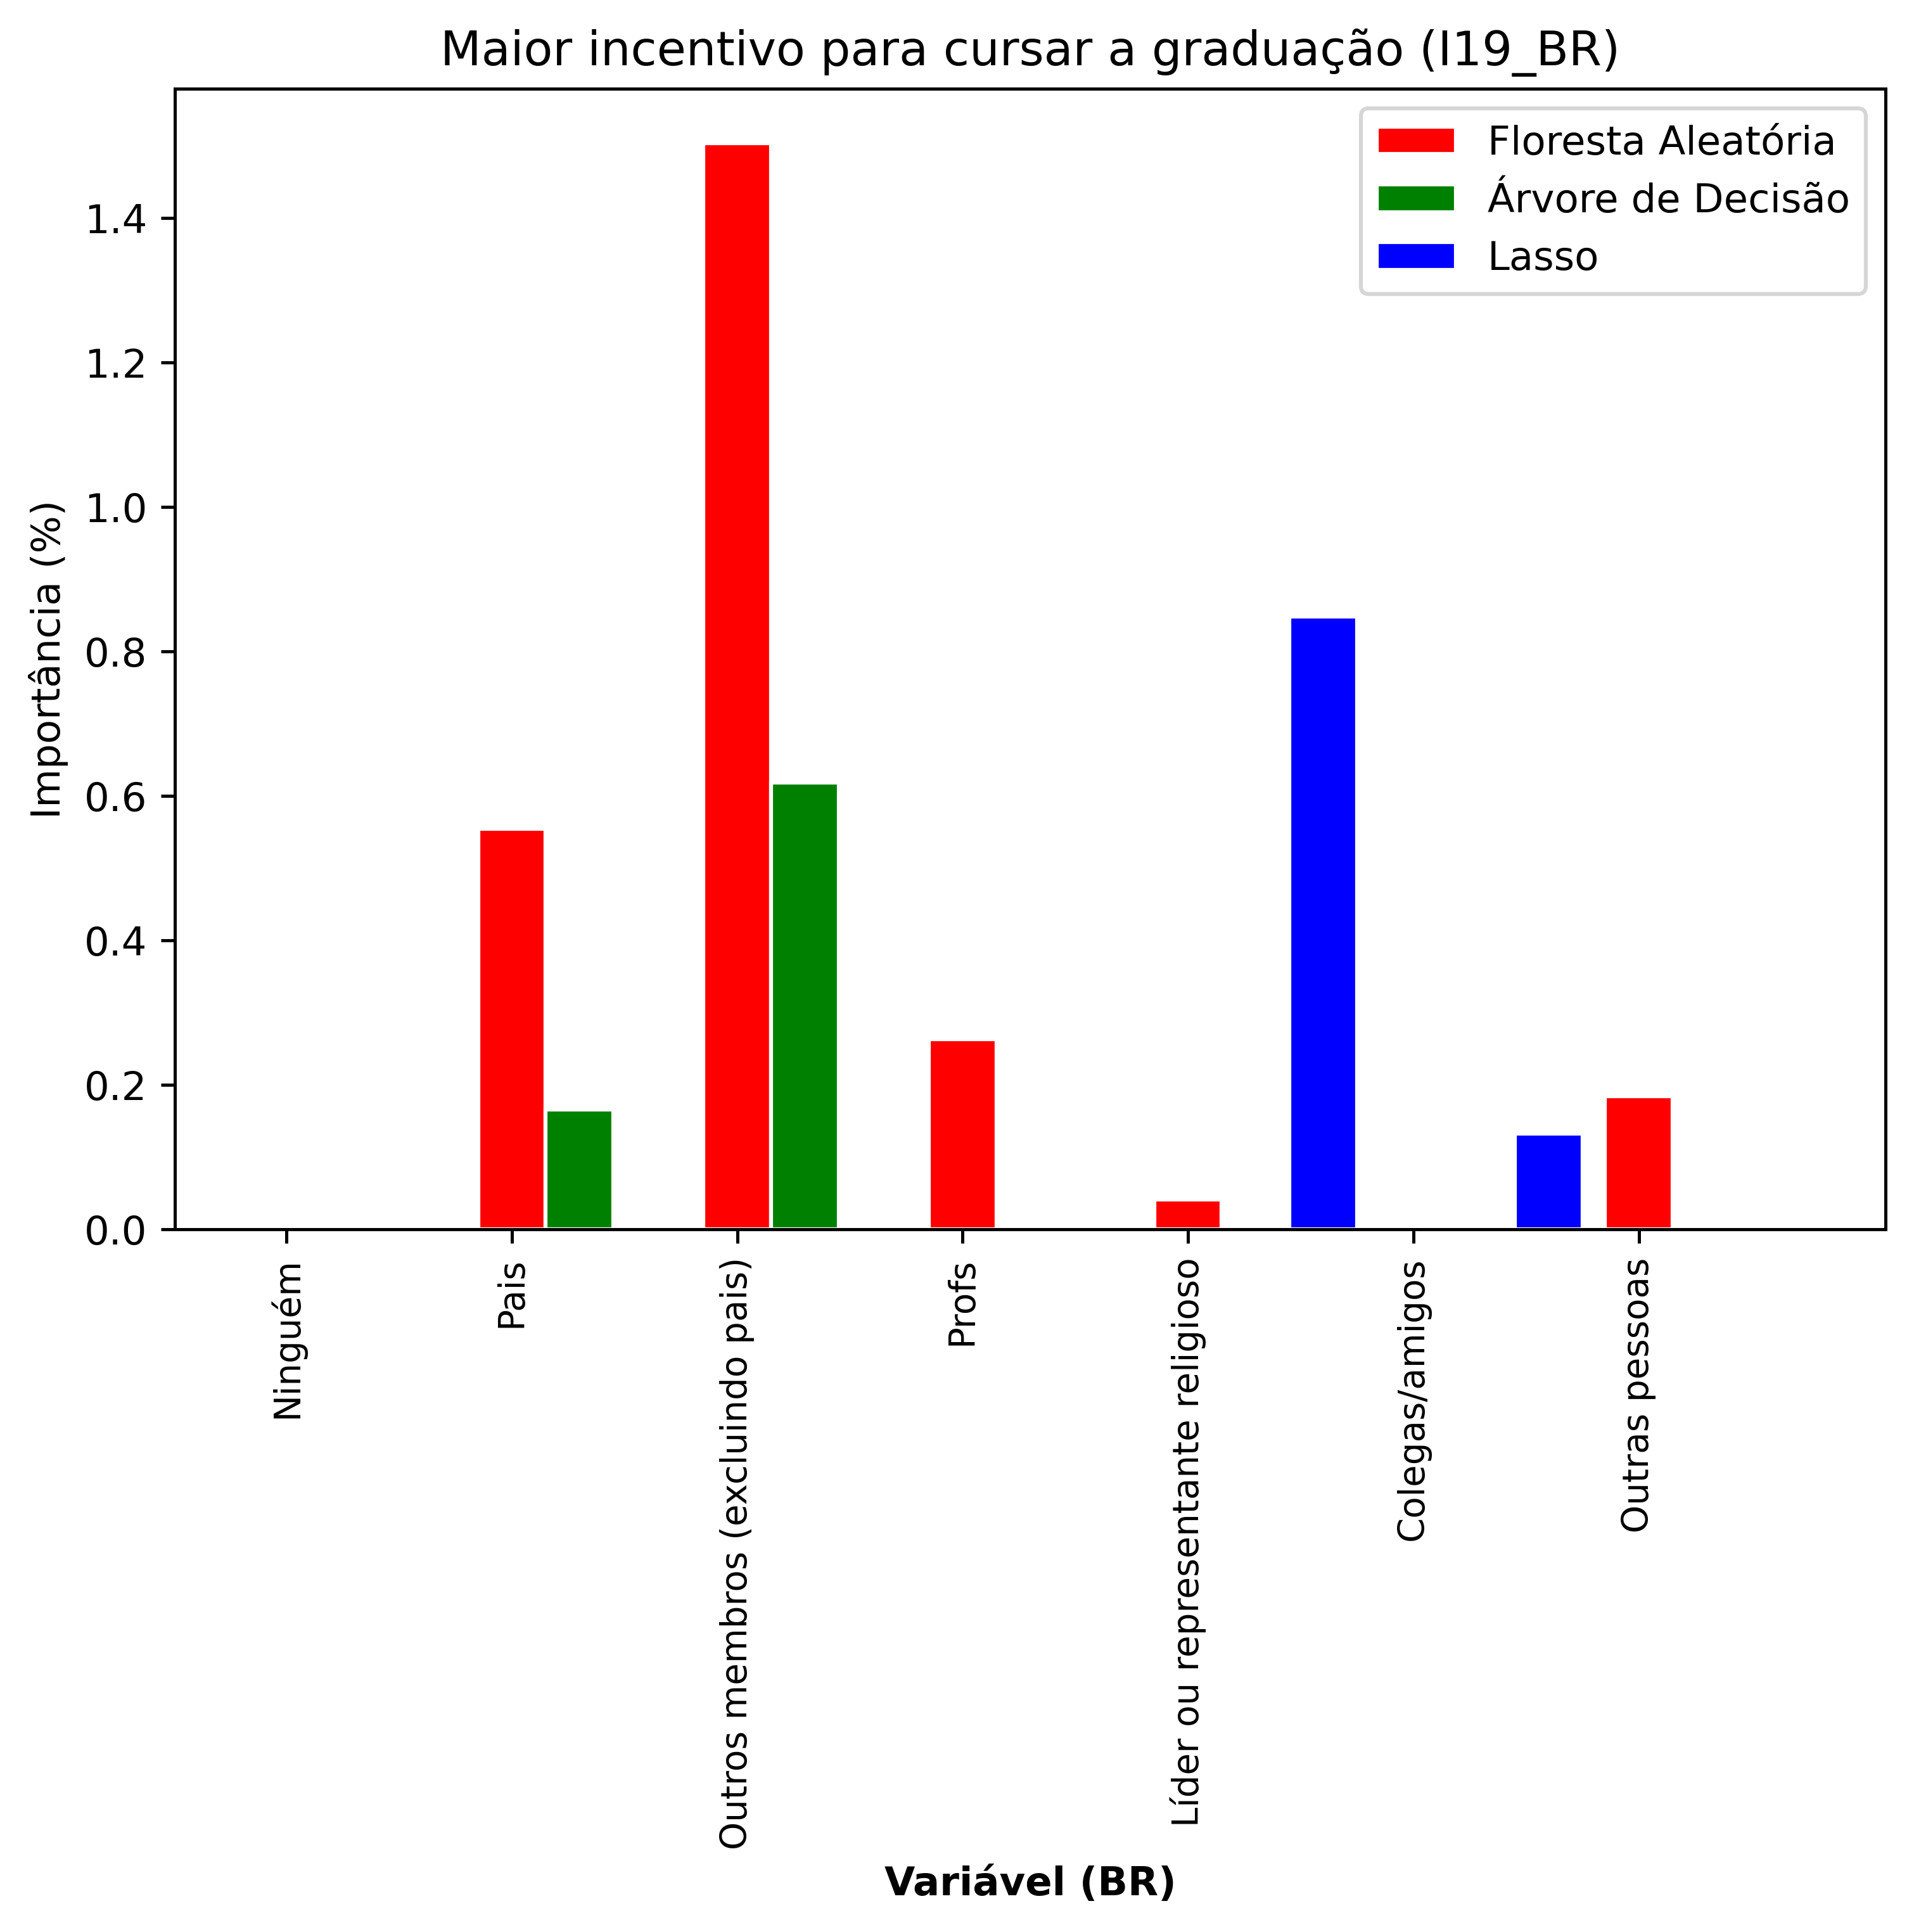 Maior incentivo para cursar a graduação (I19_BR)
Floresta Aleatória
Árvore de Decisão
Lasso
Importância (%)
1.4
1.2
1.0
0.8
0.6
0.4
0.2
0.0
Ninguém
Pais
Outros membros (excluindo pais)
Profs
Líder ou representante religioso
Colegas/amigos
Outras pessoas
Variável (BR)